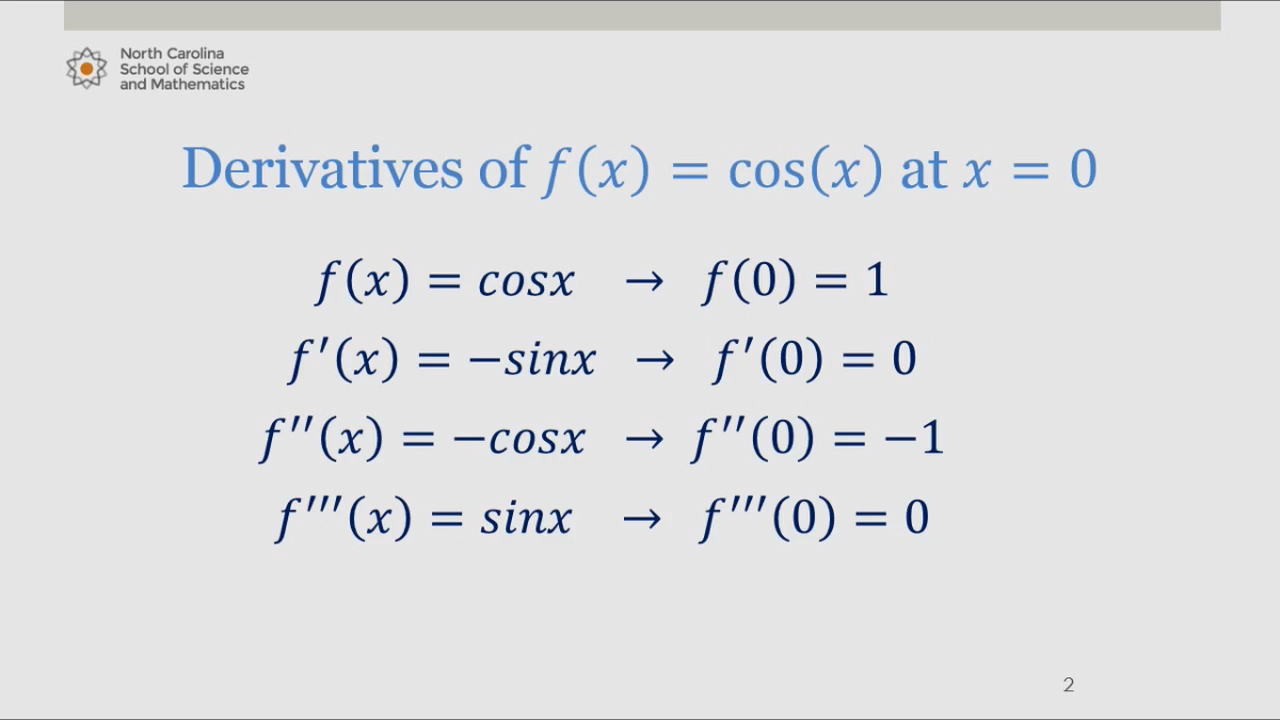 North Carolina
School of Science
and Mathematics
Derivatives of f(x) = cos(x) at x = 0
f(x) = cosx → f(0) = 1
f′(x) = −sinx → f′(0) = 0
f′′(x) = −cosx → f′′(0) = −1
f′′′(x) = sinx → f′′′(0) = 0
2